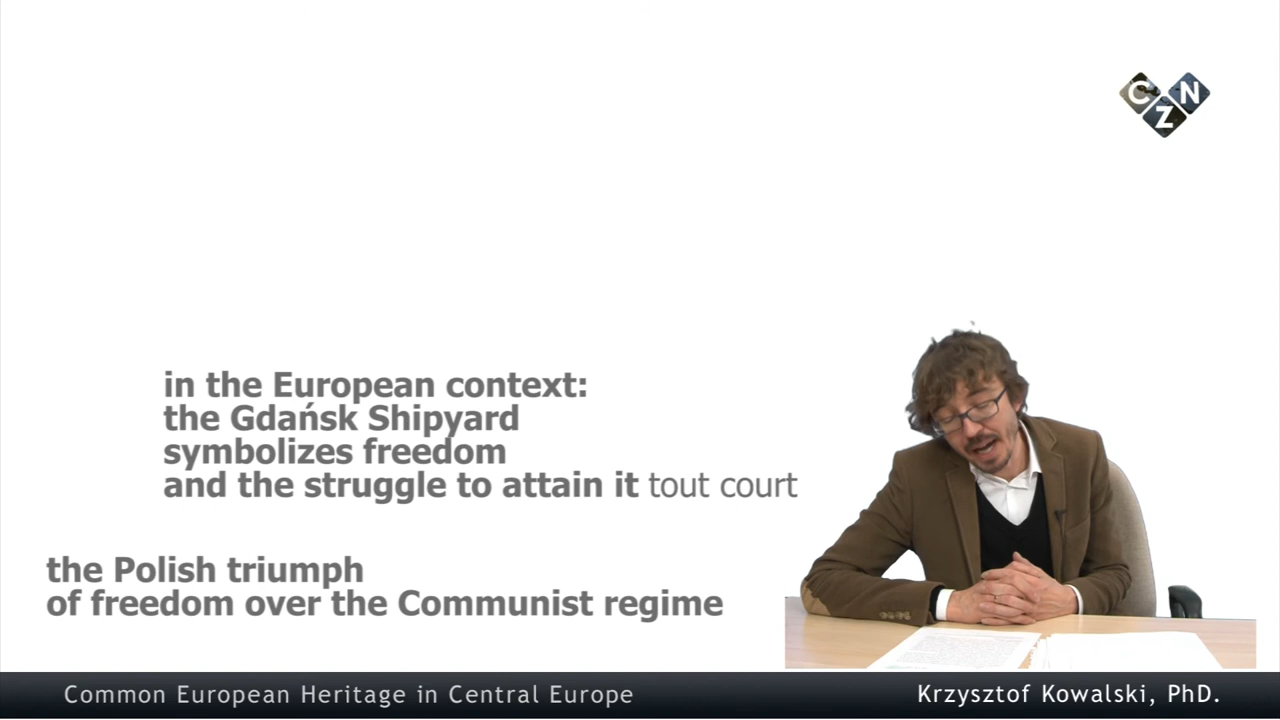 C N
Z
in the European context:
the Gdańsk Shipyard
symbolizes freedom
and the struggle to attain it tout court
the Polish triumph
of freedom over the Communist regime
Common European Heritage in Central Europe
Krzysztof Kowalski, PhD.